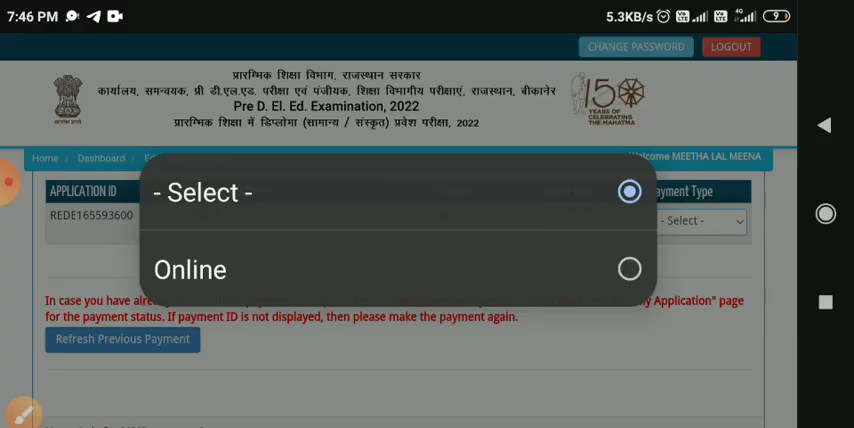 7:46 PM
5.3KB/s
4G
9
CHANGE PASSWORD
LOGOUT
प्रारम्भिक शिक्षा विभाग, राजस्थान सरकार
कार्यालय, समन्वयक, प्री डी.एल.एड. परीक्षा एवं पंजीयक, शिक्षा विभागीय परीक्षाएं, राजस्थान, बीकानेर
Pre D. El. Ed. Examination, 2022
प्रारम्भिक शिक्षा में डिप्लोमा (सामान्य / संस्कृत) प्रवेश परीक्षा, 2022
150
YEARS OF
CELEBRATING
THE MAHATMA
Home / Dashboard /
Welcome MEETHA LAL MEENA
APPLICATION ID
Payment Type
REDE165593600
- Select -
- Select -
Online
In case you have
Application" page
for the payment status. If payment ID is not displayed, then please make the payment again.
Refresh Previous Payment